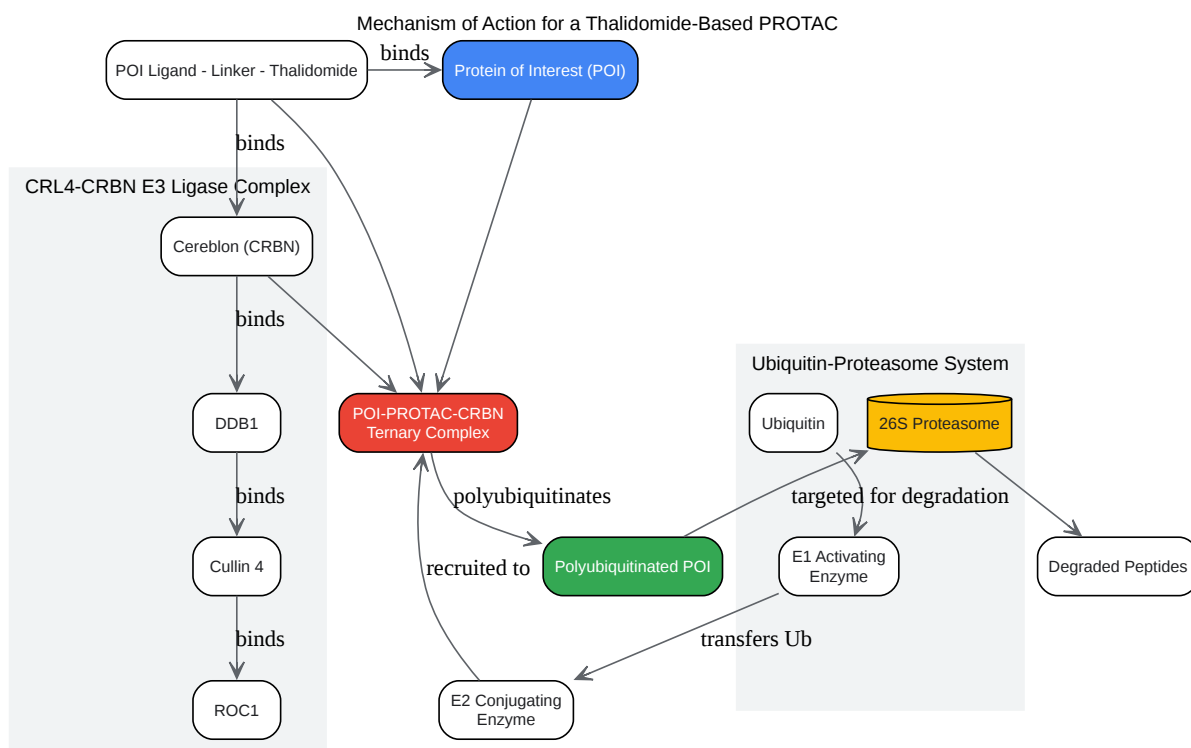 Mechanism of Action for a Thalidomide-Based PROTAC
POI Ligand - Linker - Thalidomide
binds
Protein of Interest (POI)
binds
CRL4-CRBN E3 Ligase Complex
Cereblon (CRBN)
binds
Ubiquitin-Proteasome System
DDB1
POI-PROTAC-CRBN
Ternary Complex
Ubiquitin
26S Proteasome
binds
polyubiquitinates
targeted for degradation
Cullin 4
recruited to
Polyubiquitinated POI
E1 Activating
Enzyme
Degraded Peptides
binds
transfers Ub
ROC1
E2 Conjugating
Enzyme